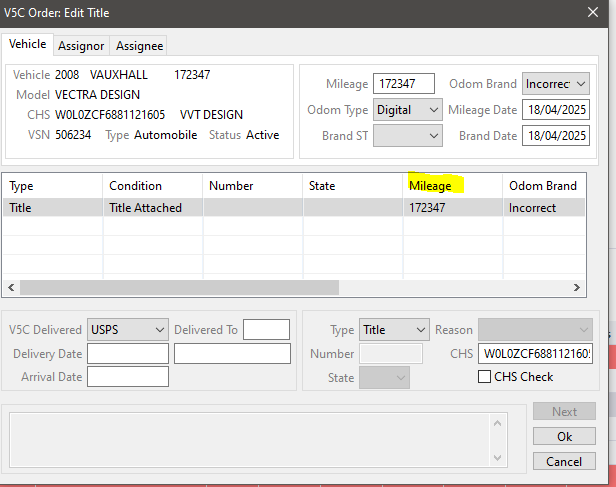 V5C Order: Edit Title
Vehicle Assignor Assignee
Vehicle 2008 VAUXHALL 172347
Model VECTRA DESIGN
CHS W0L0ZCF6881121605 VVT DESIGN
VSN 506234 Type Automobile Status Active
Mileage 172347 Odom Brand Incorrect
Odom Type Digital Mileage Date 18/04/2025
Brand ST Brand Date 18/04/2025
Type Condition Number State Mileage Odom Brand
Title Title Attached 172347 Incorrect
V5C Delivered USPS Delivered To
Delivery Date
Arrival Date
Type Title Reason
Number CHS W0L0ZCF688112160
State CHS Check
Next
Ok
Cancel